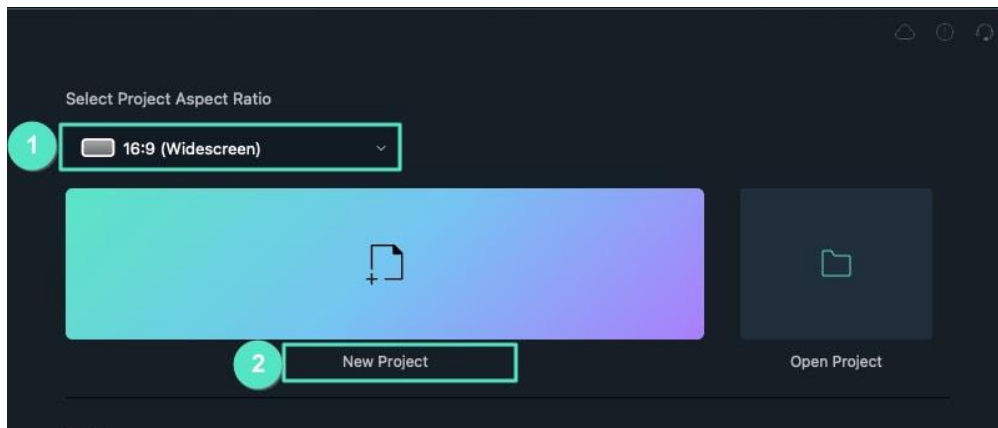 Select Project Aspect Ratio
1
16:9 (Widescreen)
2
New Project
Open Project